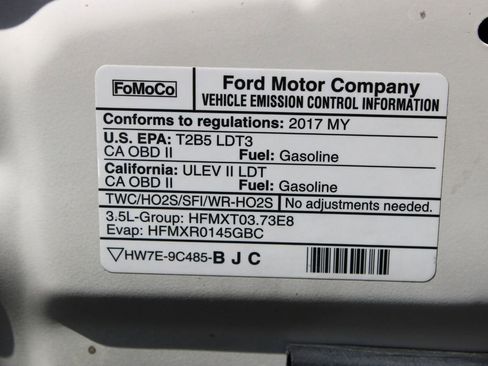 FoMoCo
Ford Motor Company
VEHICLE EMISSION CONTROL INFORMATION
Conforms to regulations: 2017 MY
U.S. EPA: T2B5 LDT3
CA OBD II Fuel: Gasoline
California: ULEV II LDT
CA OBD II Fuel: Gasoline
TWC/HO2S/SFI/WR-HO2S No adjustments needed.
3.5L-Group: HFMXT03.73E8
Evap: HFMXR0145GBC
HW7E-9C485-B J C